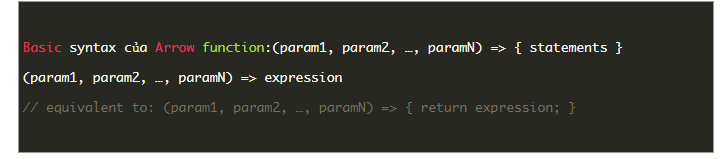 Basic syntax của Arrow function:(param1, param2, …, paramN) => { statements }
(param1, param2, …, paramN) => expression
// equivalent to: (param1, param2, …, paramN) => { return expression; }